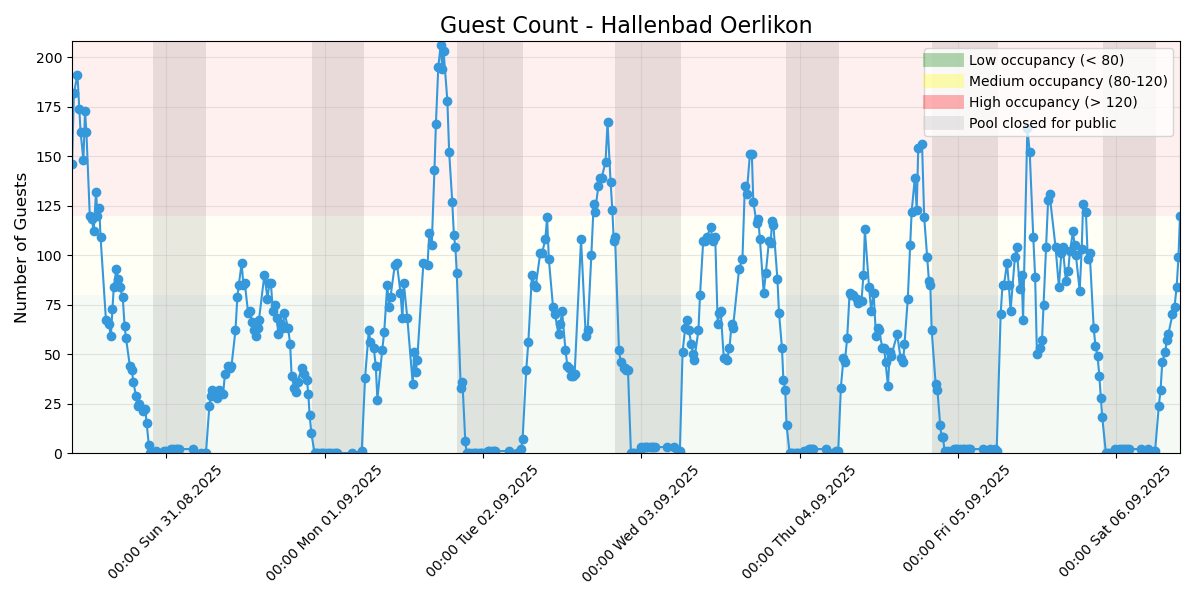 Guest Count - Hallenbad Oerlikon
Number of Guests
200
175
150
125
100
75
50
25
0
Low occupancy (< 80)
Medium occupancy (80-120)
High occupancy (> 120)
Pool closed for public
00:00 Sun 31.08.2025
00:00 Mon 01.09.2025
00:00 Tue 02.09.2025
00:00 Wed 03.09.2025
00:00 Thu 04.09.2025
00:00 Fri 05.09.2025
00:00 Sat 06.09.2025